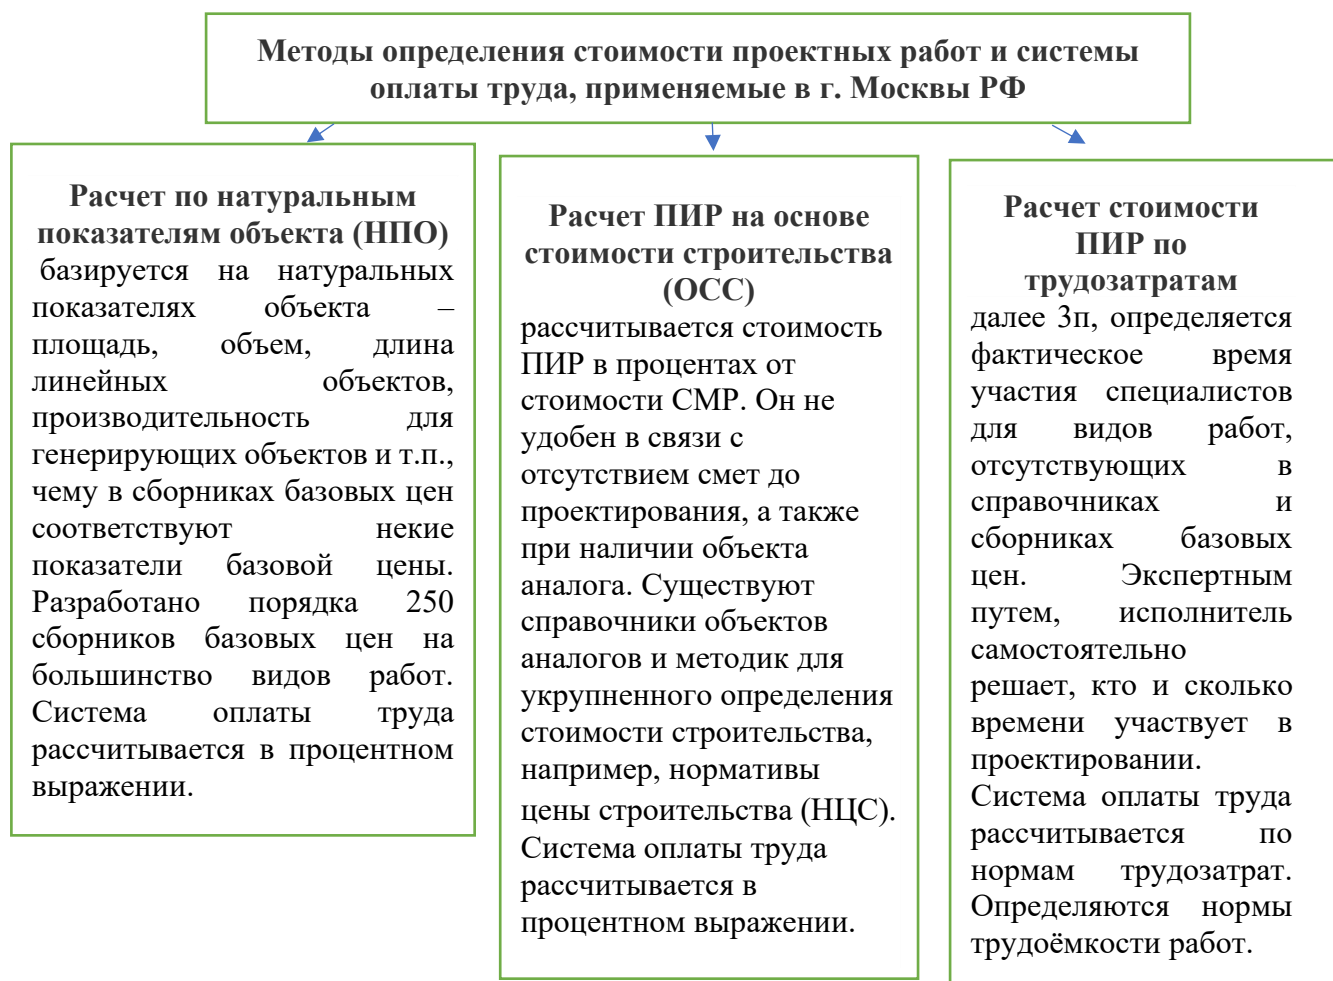 Методы определения стоимости проектных работ и системы
оплаты труда, применяемые в г. Москвы РФ
Расчет по натуральным
показателям объекта (НПО)
базируется на натуральных
показателях объекта –
площадь, объем, длина
линейных объектов,
производительность для
генерирующих объектов и т.п.,
чему в сборниках базовых цен
соответствуют некие
показатели базовой цены.
Разработано порядка 250
сборников базовых цен на
большинство видов работ.
Система оплаты труда
рассчитывается в процентном
выражении.
Расчет ПИР на основе
стоимости строительства
(ОСС)
рассчитывается стоимость
ПИР в процентах от
стоимости СМР. Он не
удобен в связи с
отсутствием смет до
проектирования, а также
при наличии объекта
аналога. Существуют
справочники объектов
аналогов и методик для
укрупненного определения
стоимости строительства,
например, нормативы
цены строительства (НЦС).
Система оплаты труда
рассчитывается в
процентном выражении.
Расчет стоимости
ПИР по
трудозатратам
далее 3п, определяется
фактическое время
участия специалистов
для видов работ,
отсутствующих в
справочниках и
сборниках базовых
цен. Экспертным
путем, исполнитель
самостоятельно
решает, кто и сколько
времени участвует в
проектировании.
Система оплаты труда
рассчитывается по
нормам трудозатрат.
Определяются нормы
трудоёмкости работ.